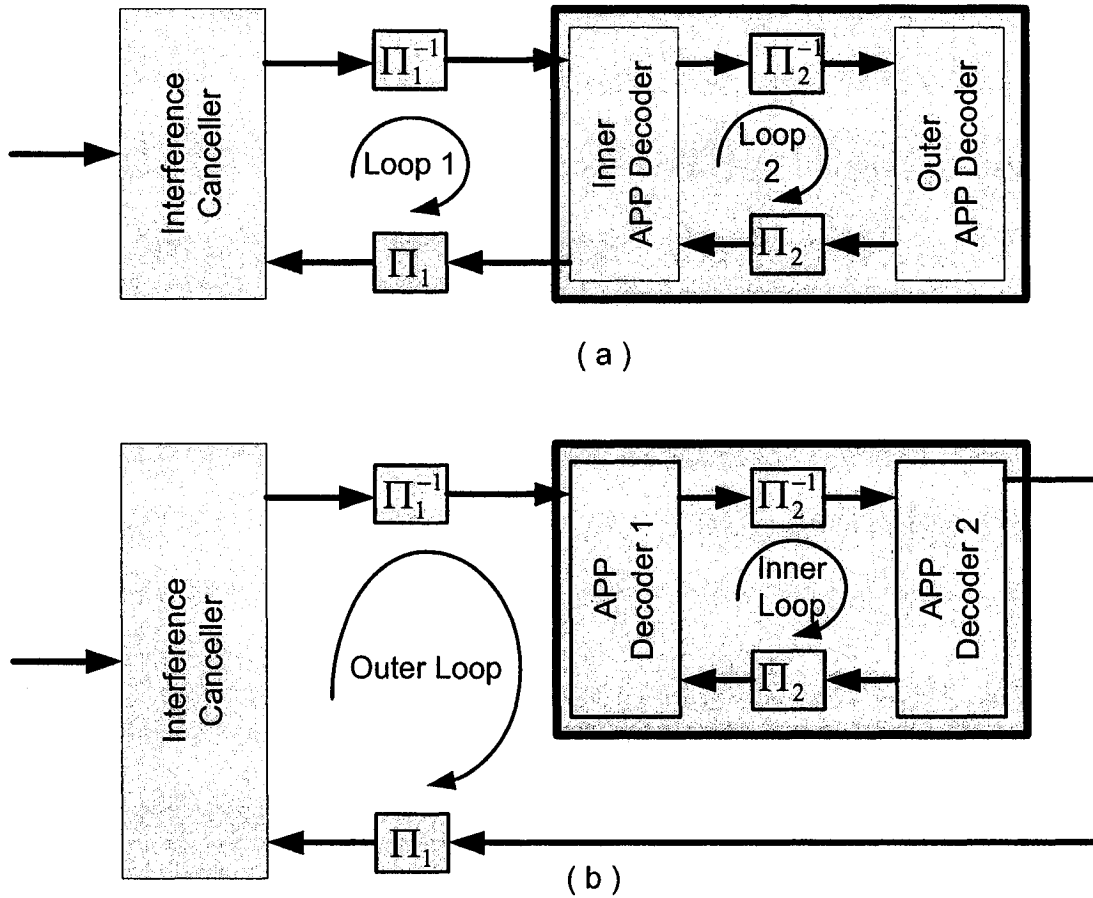 Interference
Canceller
Π₁⁻¹
Loop 1
Π₁
Inner
APP Decoder
Π₂⁻¹
Loop
2
Π₂
Outer
APP Decoder
( a )
Interference
Canceller
Π₁⁻¹
Outer Loop
Π₁
APP
Decoder 1
Π₂⁻¹
Inner
Loop
Π₂
APP
Decoder 2
( b )